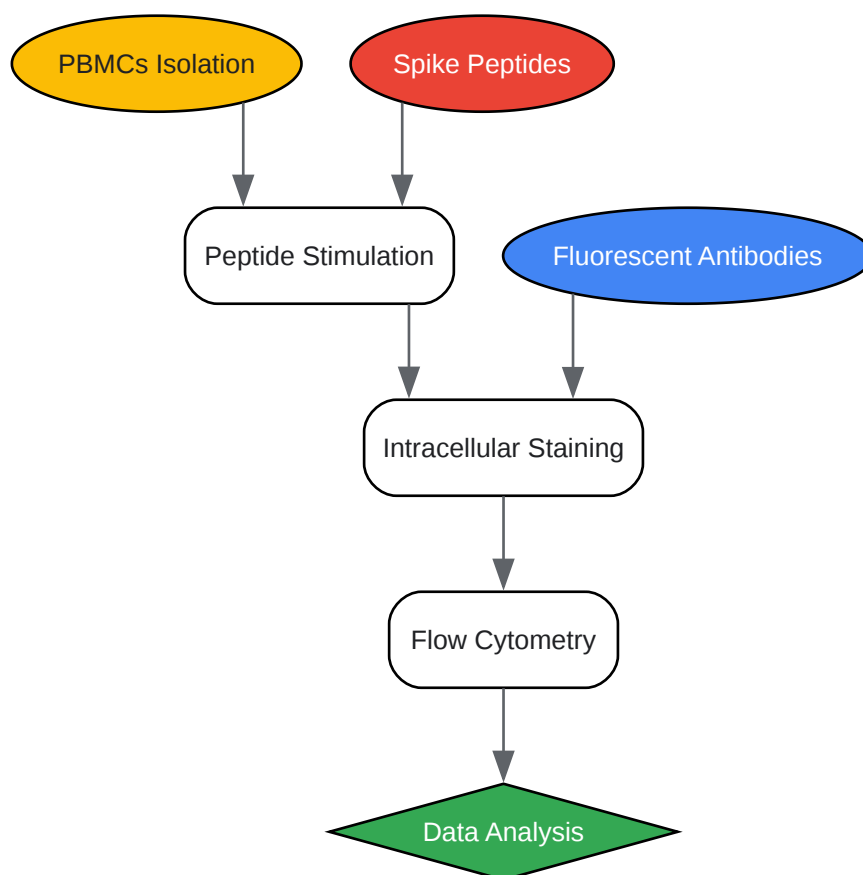 PBMCs Isolation
Spike Peptides
Peptide Stimulation
Fluorescent Antibodies
Intracellular Staining
Flow Cytometry
Data Analysis